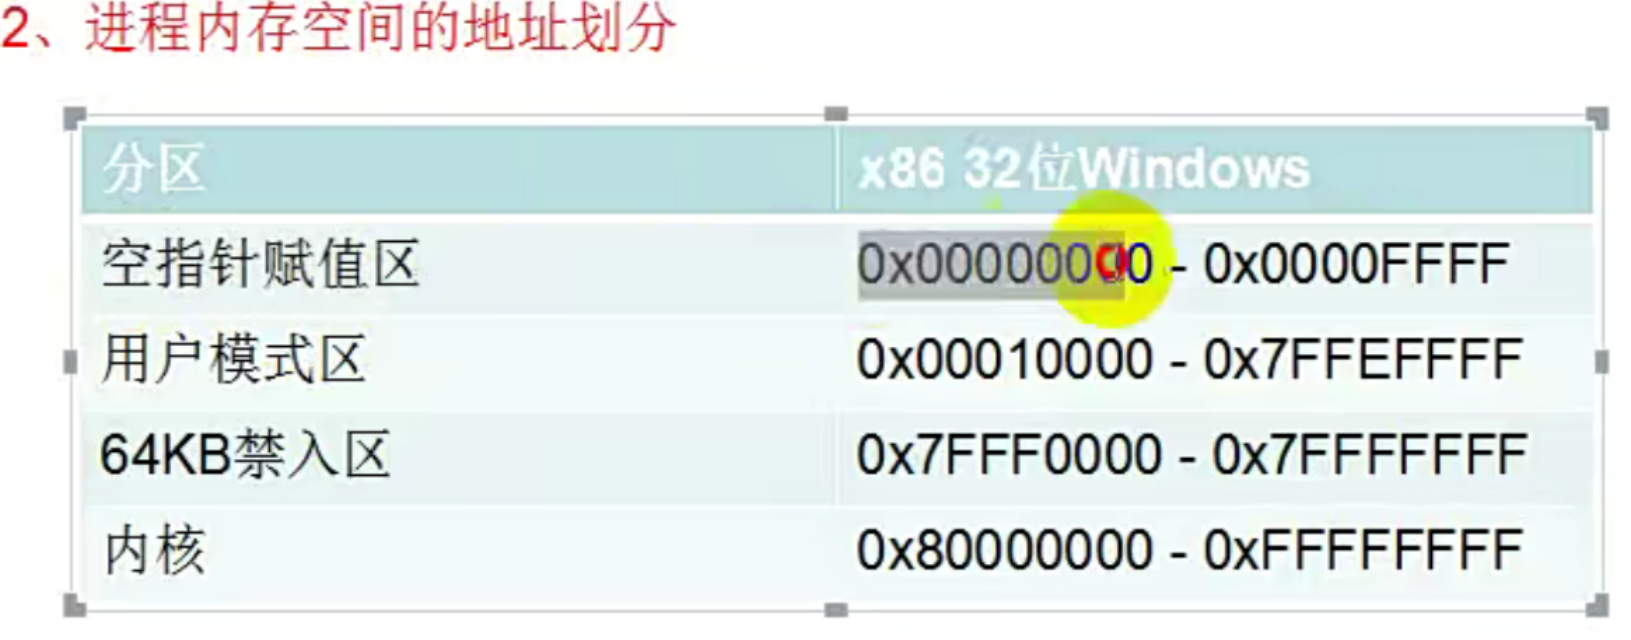 2、进程内存空间的地址划分
分区 x86 32位Windows
空指针赋值区 0x00000000 - 0x0000FFFF
用户模式区 0x00010000 - 0x7FFEFFFF
64KB禁入区 0x7FFF0000 - 0x7FFFFFFF
内核 0x80000000 - 0xFFFFFFFF